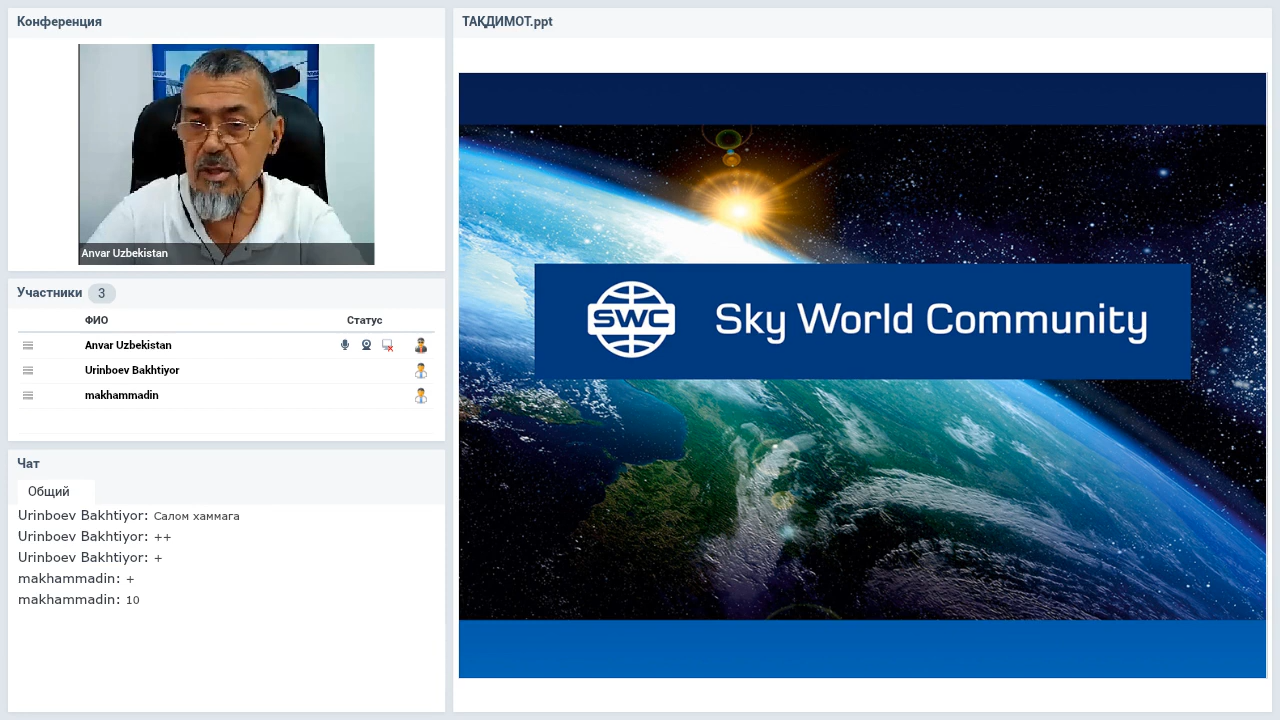 Конференция
Anvar Uzbekistan
Участники 3
ФИО Статус
Anvar Uzbekistan
Urinboev Bakhtiyor
makhammadin
Чат
Общий
Urinboev Bakhtiyor: Салом хаммага
Urinboev Bakhtiyor: ++
Urinboev Bakhtiyor: +
makhammadin: +
makhammadin: 10
ТАҚДИМОТ.ppt
SWC Sky World Community